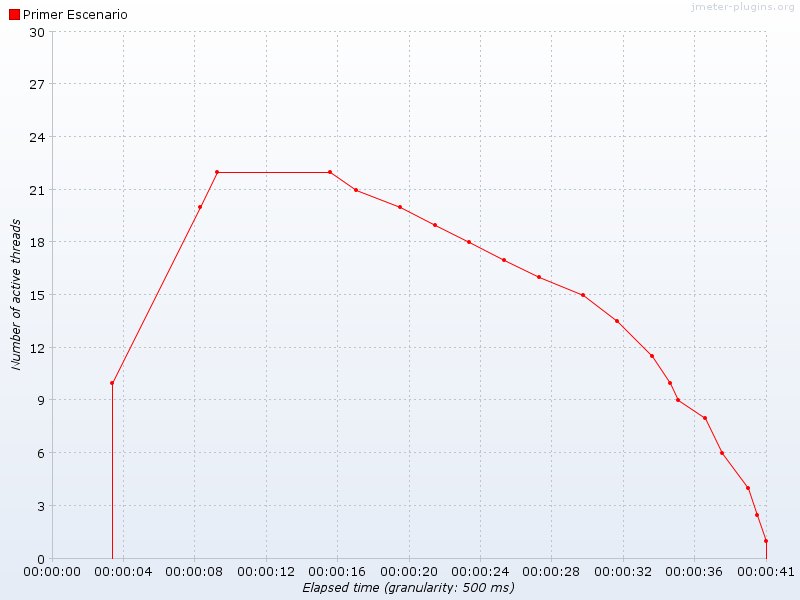 jmeter-plugins.org
Primer Escenario
30
27
24
21
18
15
12
9
6
3
0
Number of active threads
00:00:00 00:00:04 00:00:08 00:00:12 00:00:16 00:00:20 00:00:24 00:00:28 00:00:32 00:00:36 00:00:41
Elapsed time (granularity: 500 ms)